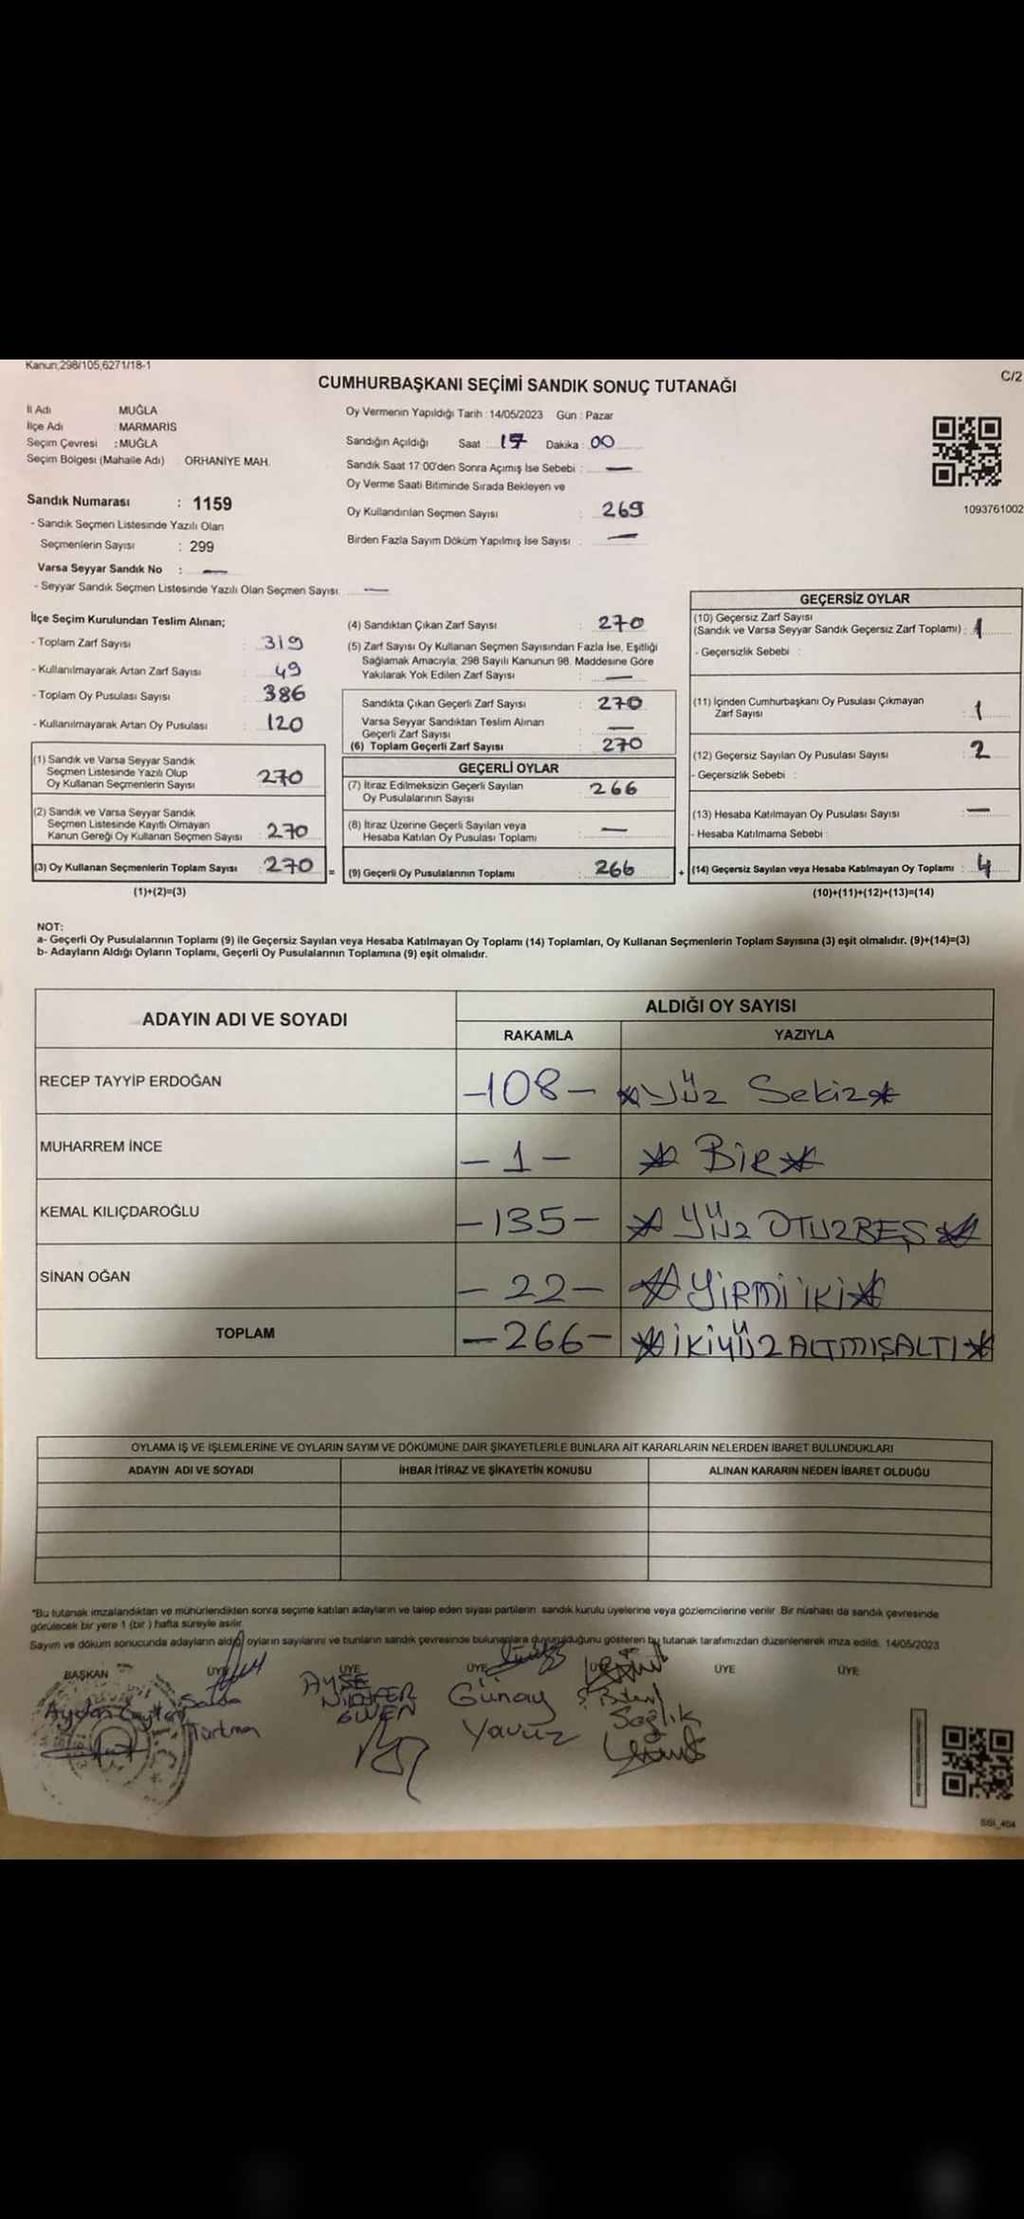 Kanun;298/105,6271/18-1
C/2
CUMHURBAŞKANI SEÇİMİ SANDIK SONUÇ TUTANAĞI
İl Adı MUĞLA
İlçe Adı MARMARİS
Seçim Çevresi :MUĞLA
Seçim Bölgesi (Mahalle Adı) ORHANİYE MAH.
Sandık Numarası : 1159
- Sandık Seçmen Listesinde Yazılı Olan
Seçmenlerin Sayısı : 299
Varsa Seyyar Sandık No : —
- Seyyar Sandık Seçmen Listesinde Yazılı Olan Seçmen Sayısı —
Oy Vermenin Yapıldığı Tarih : 14/05/2023 Gün : Pazar
Sandığın Açıldığı Saat : 17 Dakika : 00
Sandık Saat 17:00'den Sonra Açımış İse Sebebi : —
Oy Verme Saati Bitiminde Sırada Bekleyen ve
Oy Kullandırılan Seçmen Sayısı : 269
Birden Fazla Sayım Döküm Yapılmış İse Sayısı : —
1093761002
İlçe Seçim Kurulundan Teslim Alınan;
- Toplam Zarf Sayısı : 319
- Kullanılmayarak Artan Zarf Sayısı : 49
- Toplam Oy Pusulası Sayısı : 386
- Kullanılmayarak Artan Oy Pusulası : 120
(1) Sandık ve Varsa Seyyar Sandık
Seçmen Listesinde Yazılı Olup
Oy Kullanan Seçmenlerin Sayısı : 270
(2) Sandık ve Varsa Seyyar Sandık
Seçmen Listesinde Kayıtlı Olmayan
Kanun Gereği Oy Kullanan Seçmen Sayısı : 270
(3) Oy Kullanan Seçmenlerin Toplam Sayısı : 270 =
(1)+(2)=(3)
(4) Sandıktan Çıkan Zarf Sayısı : 270
(5) Zarf Sayısı Oy Kullanan Seçmen Sayısından Fazla İse, Eşitliği
Sağlamak Amacıyla; 298 Sayılı Kanunun 98. Maddesine Göre
Yakılarak Yok Edilen Zarf Sayısı : —
Sandıkta Çıkan Geçerli Zarf Sayısı : 270
Varsa Seyyar Sandıktan Teslim Alınan
Geçerli Zarf Sayısı : —
(6) Toplam Geçerli Zarf Sayısı : 270
GEÇERLİ OYLAR
(7) İtiraz Edilmeksizin Geçerli Sayılan
Oy Pusulalarının Sayısı : 266
(8) İtiraz Üzerine Geçerli Sayılan veya
Hesaba Katılan Oy Pusulası Toplamı : —
(9) Geçerli Oy Pusulalarının Toplamı : 266 +
GEÇERSİZ OYLAR
(10) Geçersiz Zarf Sayısı
(Sandık ve Varsa Seyyar Sandık Geçersiz Zarf Toplamı) : 1
- Geçersizlik Sebebi :
(11) İçinden Cumhurbaşkanı Oy Pusulası Çıkmayan
Zarf Sayısı : 1
(12) Geçersiz Sayılan Oy Pusulası Sayısı : 2
- Geçersizlik Sebebi :
(13) Hesaba Katılmayan Oy Pusulası Sayısı : —
- Hesaba Katılmama Sebebi :
(14) Geçersiz Sayılan veya Hesaba Katılmayan Oy Toplamı : 4
(10)+(11)+(12)+(13)=(14)
NOT:
a- Geçerli Oy Pusulalarının Toplamı (9) ile Geçersiz Sayılan veya Hesaba Katılmayan Oy Toplamı (14) Toplamları, Oy Kullanan Seçmenlerin Toplam Sayısına (3) eşit olmalıdır. (9)+(14)=(3)
b- Adayların Aldığı Oyların Toplamı, Geçerli Oy Pusulalarının Toplamına (9) eşit olmalıdır.
ADAYIN ADI VE SOYADI ALDIĞI OY SAYISI
RAKAMLA YAZIYLA
RECEP TAYYİP ERDOĞAN -108- *Yüz Sekiz*
MUHARREM İNCE -1- *BİR*
KEMAL KILIÇDAROĞLU -135- *YÜZ OTUZBEŞ*
SİNAN OĞAN -22- *YİRMİ İKİ*
TOPLAM -266- *İKİYÜZALTMIŞALTI*
OYLAMA İŞ VE İŞLEMLERİNE VE OYLARIN SAYIM VE DÖKÜMÜNE DAİR ŞİKAYETLERLE BUNLARA AİT KARARLARIN NELERDEN İBARET BULUNDUKLARI
ADAYIN ADI VE SOYADI İHBAR İTİRAZ VE ŞİKAYETİN KONUSU ALINAN KARARIN NEDEN İBARET OLDUĞU
"Bu tutanak imzalandıktan ve mühürlendikten sonra seçime katılan adayların ve talep eden siyasi partilerin sandık kurulu üyelerine veya gözlemcilerine verilir. Bir nüshası da sandık çevresinde
görülecek bir yere 1 (bir ) hafta süreyle asılır.
Sayım ve döküm sonucunda adayların aldığı oyların sayılarını ve bunların sandık çevresinde bulunanlara duyurulduğunu gösteren bu tutanak tarafımızdan düzenlenerek imza edildi. 14/05/2023
BAŞKAN ÜYE ÜYE ÜYE ÜYE ÜYE ÜYE
AYŞE
GÜVEN
Günay
Yavuz
Sağlık